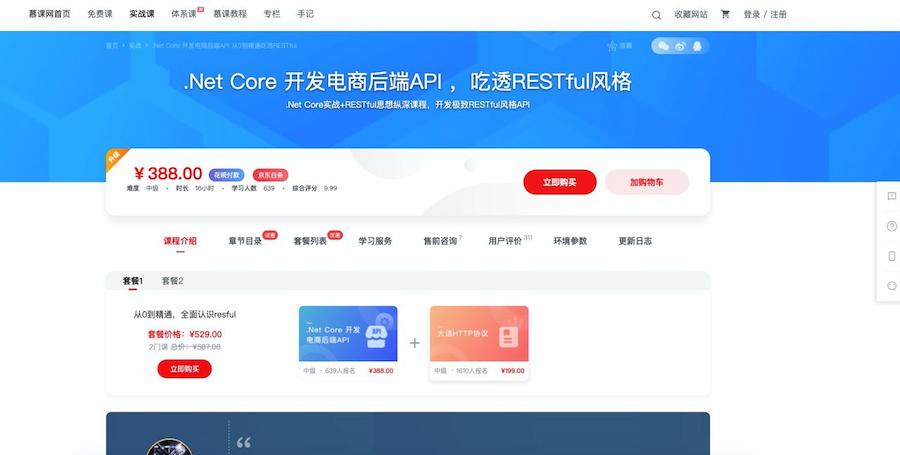 慕课网首页 免费课 实战课 体系课 慕课教程 专栏 手记 收藏网站 登录 / 注册
首页 实战 .Net Core 开发电商后端API 从0到精通吃透RESTful 收藏
.Net Core 开发电商后端API ，吃透RESTful风格
.Net Core实战+RESTful思想纵深课程，开发极致RESTful风格API
升级
¥ 388.00 花呗付款 京东白条
难度 中级 · 时长 16小时 · 学习人数 639 · 综合评分 9.99
立即购买 加购物车
课程介绍 章节目录 试看 套餐列表 优惠 学习服务 售前咨询 7 用户评价 311 环境参数 更新日志
套餐1 套餐2
从0到精通，全面认识resful
套餐价格：¥529.00
2门课 总价：¥587.00
立即购买
.Net Core 开发
电商后端API
API
中级 · 639人报名 ¥388.00
+
大话HTTP协议
中级 · 1610人报名 ¥199.00